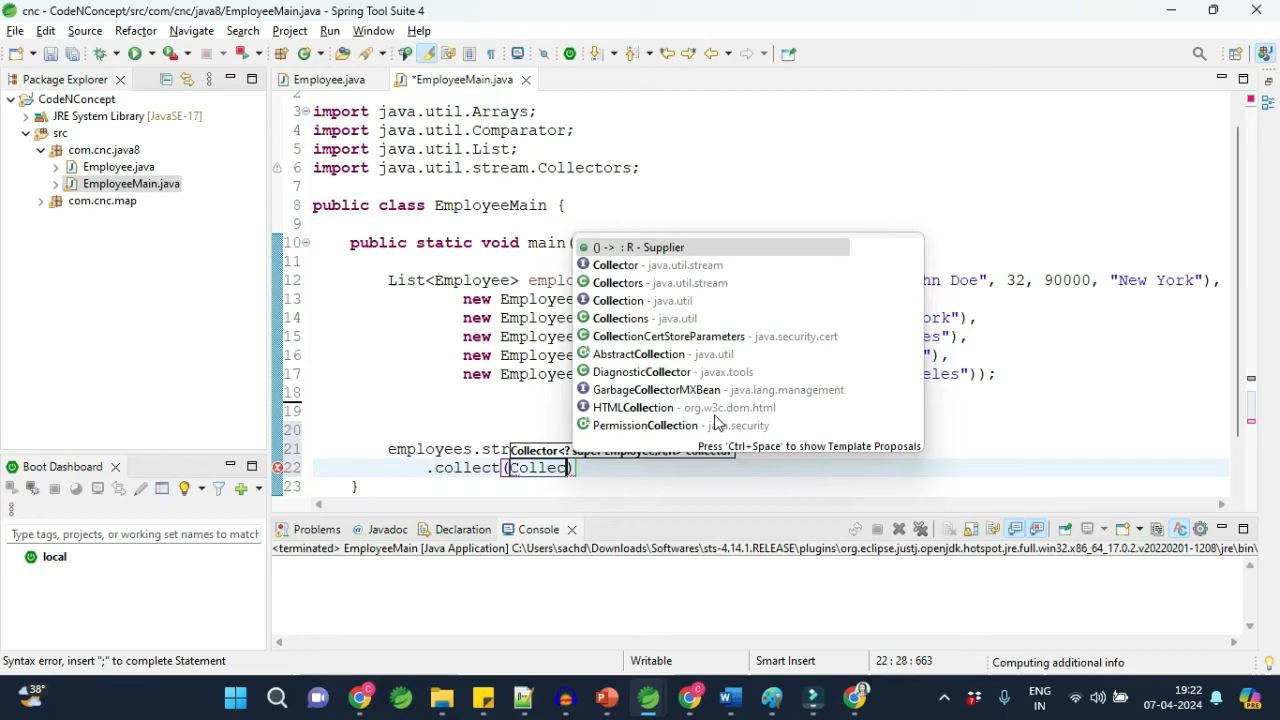 cnc - CodeNConcept/src/com/cnc/java8/EmployeeMain.java - Spring Tool Suite 4
File Edit Source Refactor Navigate Search Project Run Window Help
Package Explorer
Employee.java
*EmployeeMain.java
CodeNConcept
JRE System Library [JavaSE-17]
src
com.cnc.java8
Employee.java
EmployeeMain.java
com.cnc.map
2
3 import java.util.Arrays;
4 import java.util.Comparator;
5 import java.util.List;
6 import java.util.stream.Collectors;
7
8 public class EmployeeMain {
9
10 public static void main(
11
12 List<Employee> emplo hn Doe", 32, 90000, "New York"),
13 new Employee
14 new Employee ork"),
15 new Employee es"),
16 new Employee "),
17 new Employee eles"));
18
19
20
21 employees.str
22 .collect(Collec)
23 }
() -> : R - Supplier
Collector - java.util.stream
Collectors - java.util.stream
Collection - java.util
Collections - java.util
CollectionCertStoreParameters - java.security.cert
AbstractCollection - java.util
DiagnosticCollector - javax.tools
GarbageCollectorMXBean - java.lang.management
HTMLCollection - org.w3c.dom.html
PermissionCollection - java.security
Press 'Ctrl+Space' to show Template Proposals
Collector<? super Employee,A,R> collector
Boot Dashboard
Type tags, projects, or working set names to match
local
Problems Javadoc Declaration Console
<terminated> EmployeeMain [Java Application] C:\Users\sachd\Downloads\Softwares\sts-4.14.1.RELEASE\plugins\org.eclipse.justj.openjdk.hotspot.jre.full.win32.x86_64_17.0.2.v20220201-1208\jre\bin\
Syntax error, insert ";" to complete Statement
Writable
Smart Insert
22 : 28 : 663
Computing additional info
38°
ENG
IN
19:22
07-04-2024
PRE